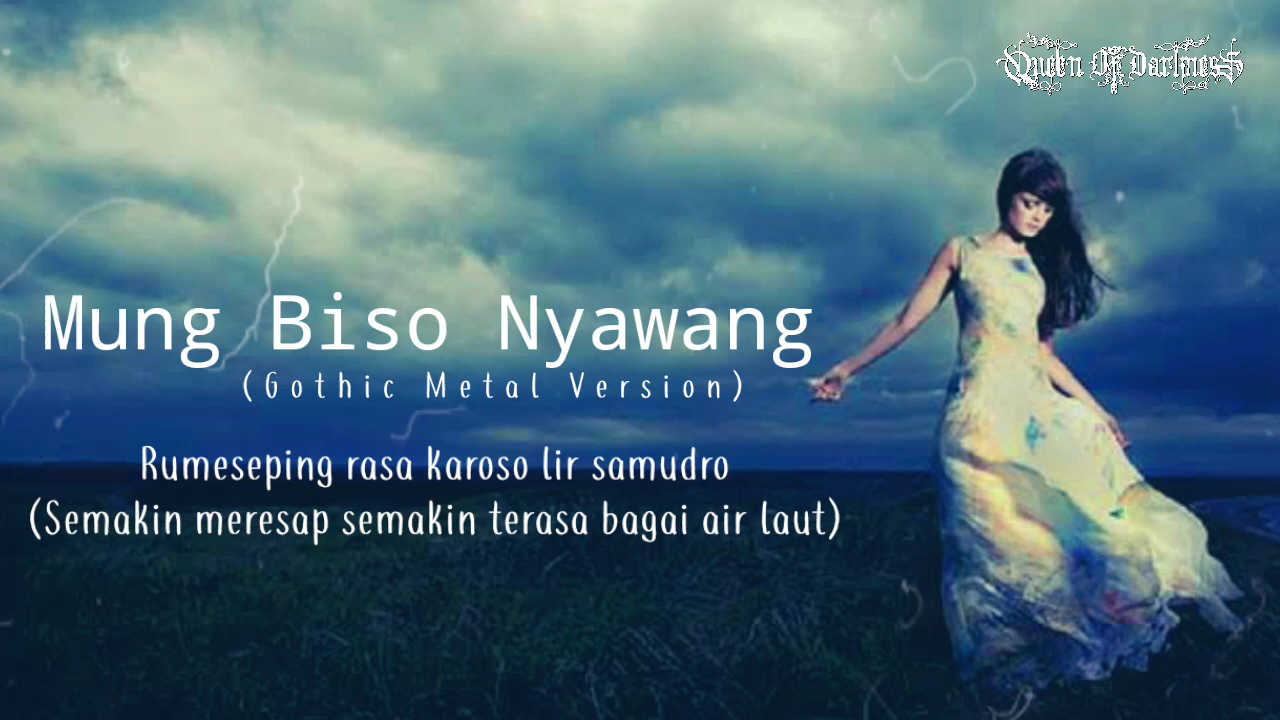 Queen Of Darkness
Mung Biso Nyawang
(Gothic Metal Version)
Rumeseping rasa karoso lir samudro
(Semakin meresap semakin terasa bagai air laut)